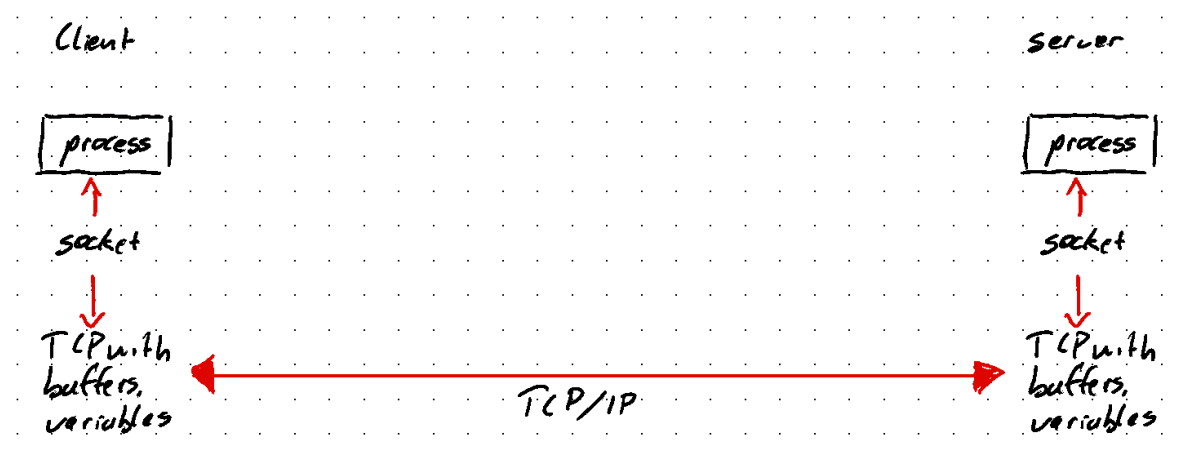 Client
server
process
process
socket
socket
TCP with
buffers,
variables
TCP/IP
TCP with
buffers,
variables